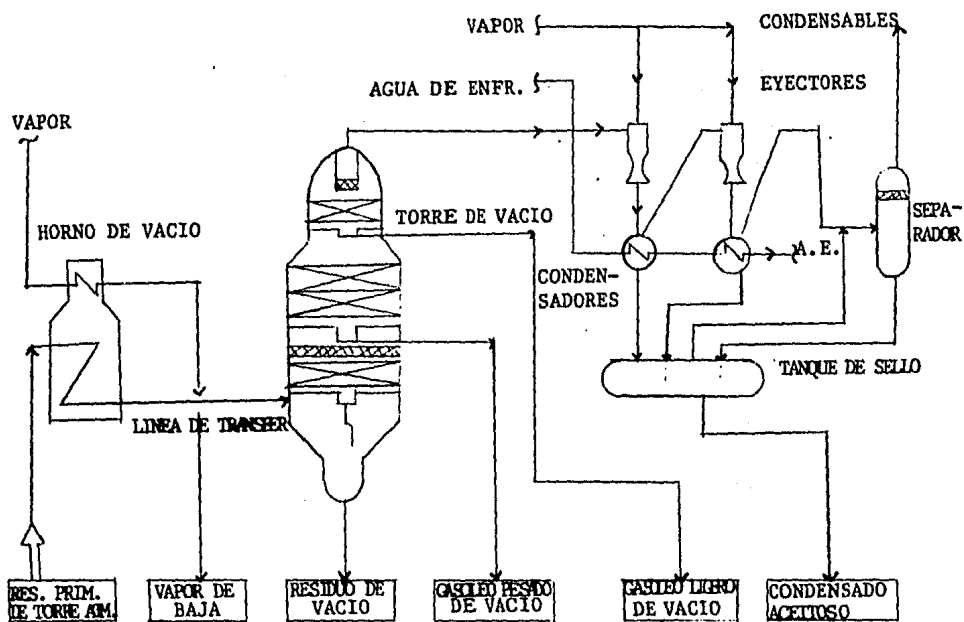 VAPOR
CONDENSABLES
AGUA DE ENFR.
EYECTORES
VAPOR
TORRE DE VACIO
SEPA-
RADOR
HORNO DE VACIO
A.E.
CONDEN-
SADORES
TANQUE DE SELLO
LINEA DE TRANSFER
RES. PRIM.
DE TORRE ATM.
VAPOR DE
BAJA
RESIDUO DE
VACIO
GASOLEO PESADO
DE VACIO
GASOLEO LIGERO
DE VACIO
CONDENSADO
ACEITOSO